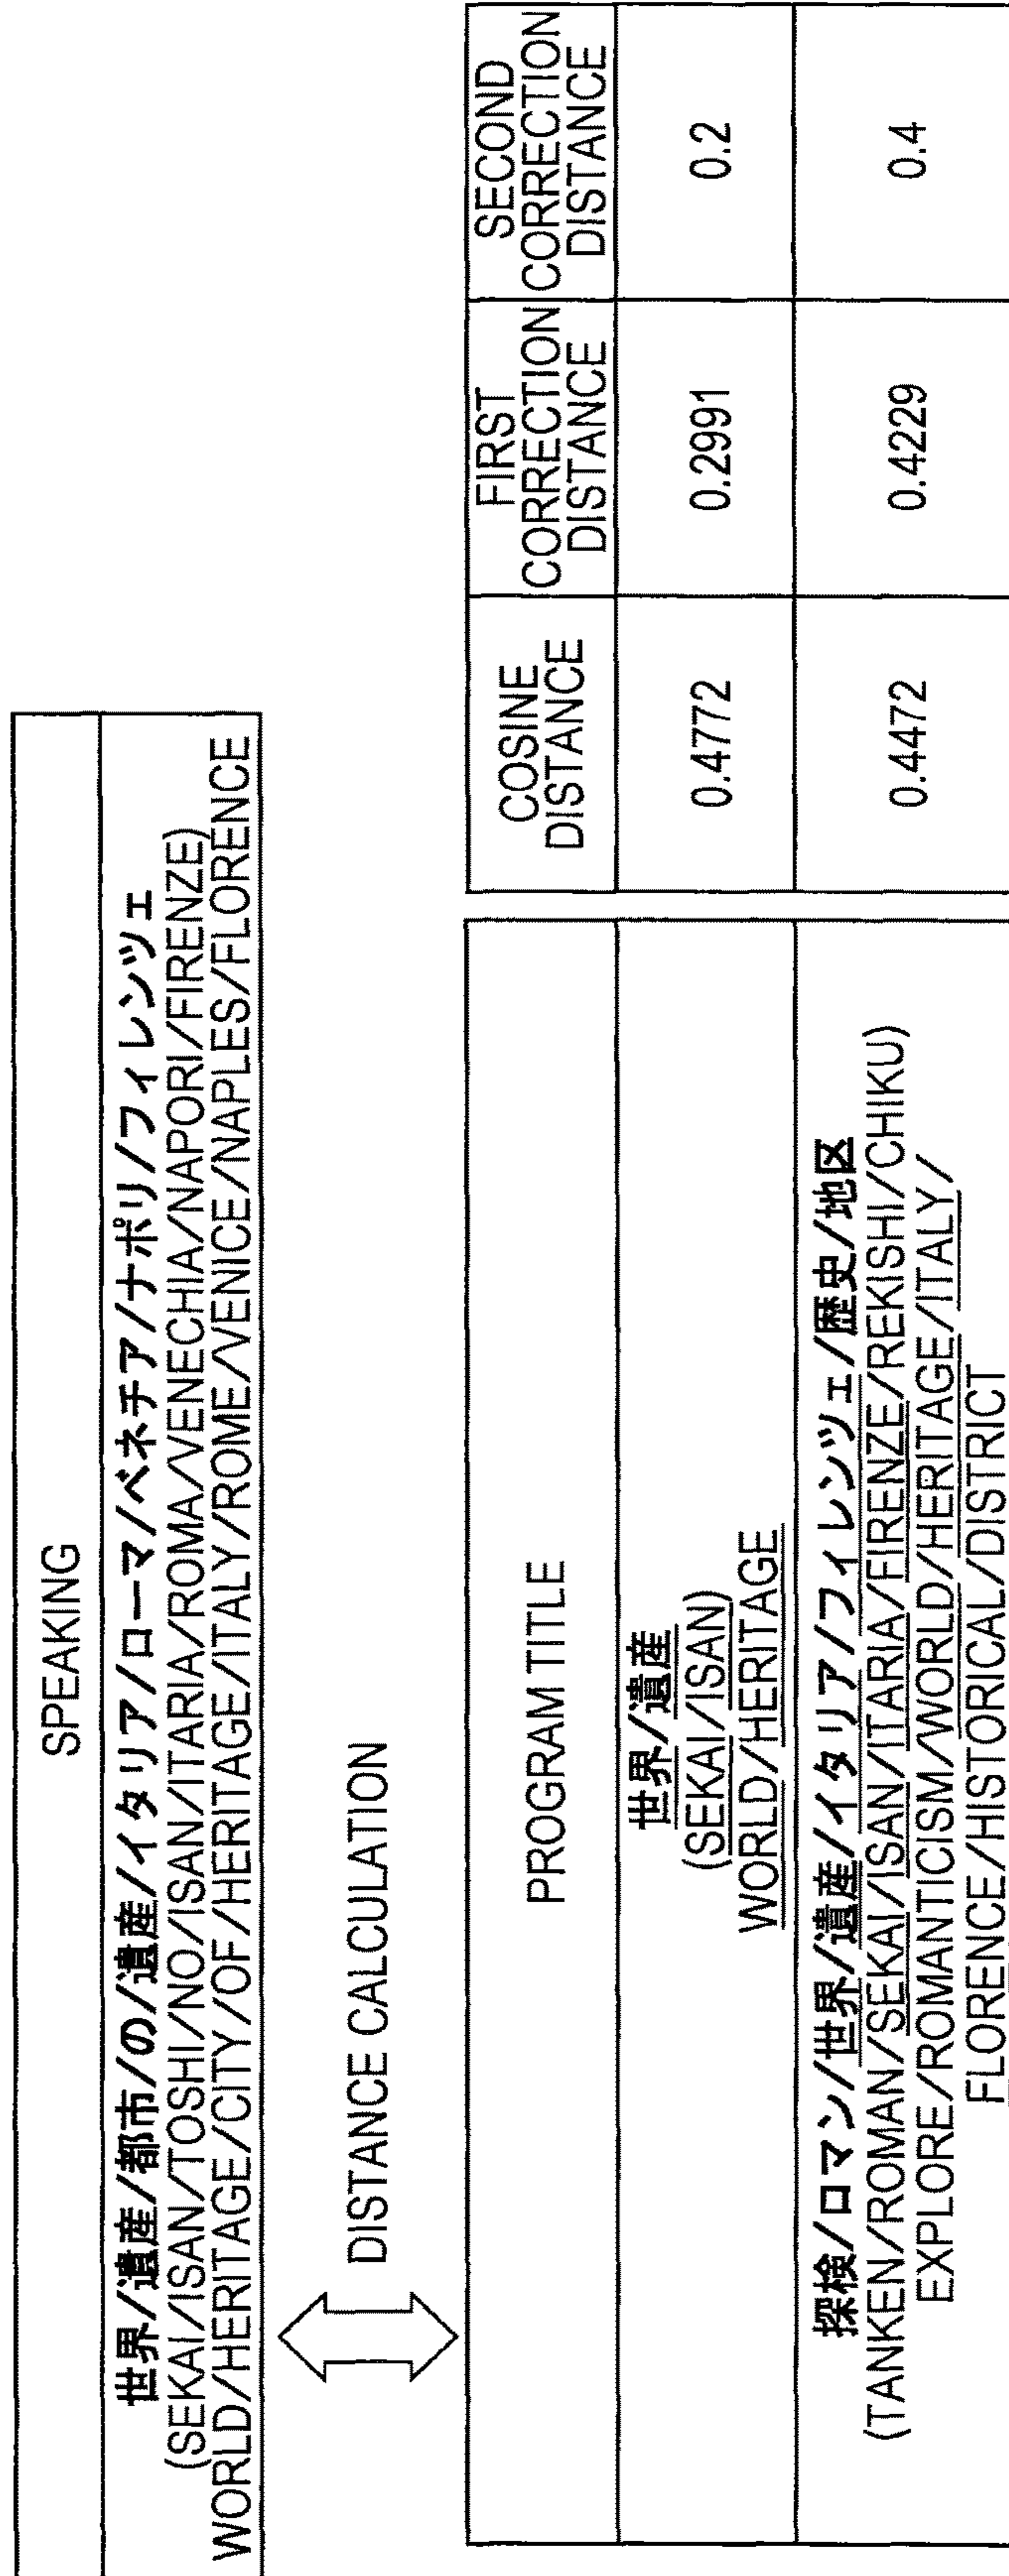 SPEAKING
世界/遺産/都市/の/遺産/イタリア/ローマ/ベネチア/ナポリ/フィレンツェ
(SEKAI/ISAN/TOSHI/NO/ISAN/ITARIA/ROMA/VENECHIA/NAPORI/FIRENZE)
WORLD/HERITAGE/CITY/OF/HERITAGE/ITALY/ROME/VENICE/NAPLES/FLORENCE
DISTANCE CALCULATION
PROGRAM TITLE
COSINE
DISTANCE
FIRST
CORRECTION
DISTANCE
SECOND
CORRECTION
DISTANCE
世界/遺産
(SEKAI/ISAN)
WORLD/HERITAGE
0.4772
0.2991
0.2
探検/ロマン/世界/遺産/イタリア/フィレンツェ/歴史/地区
(TANKEN/ROMAN/SEKAI/ISAN/ITARIA/FIRENZE/REKISHI/CHIKU)
EXPLORE/ROMANTICISM/WORLD/HERITAGE/ITALY/
FLORENCE/HISTORICAL/DISTRICT
0.4472
0.4229
0.4